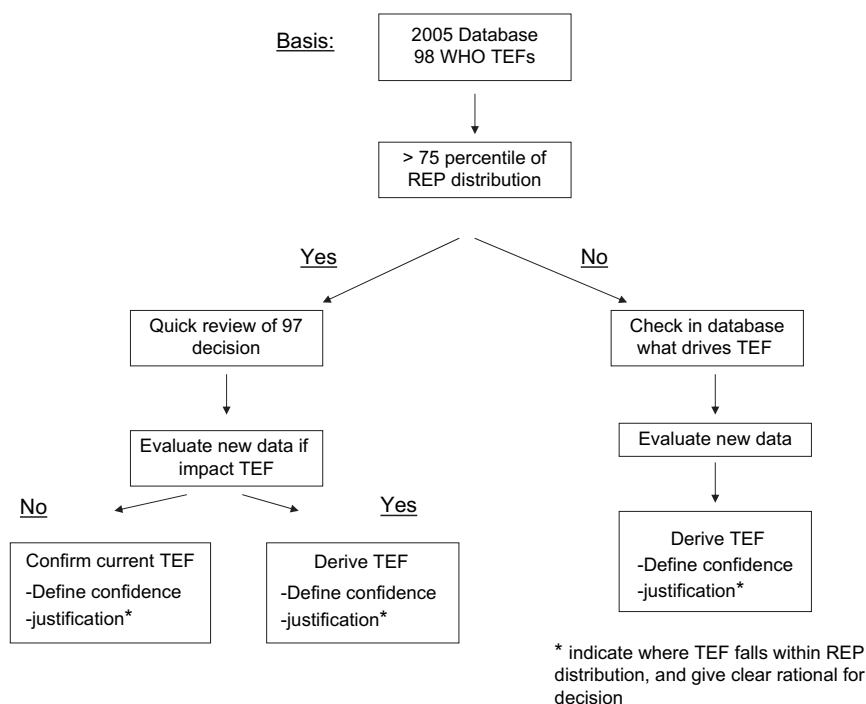 Basis:
2005 Database
98 WHO TEFs
> 75 percentile of
REP distribution
Yes
No
Quick review of 97
decision
Check in database
what drives TEF
Evaluate new data if
impact TEF
Evaluate new data
No
Yes
Confirm current TEF
-Define confidence
-justification*
Derive TEF
-Define confidence
-justification*
Derive TEF
-Define confidence
-justification*
* indicate where TEF falls within REP
distribution, and give clear rational for
decision